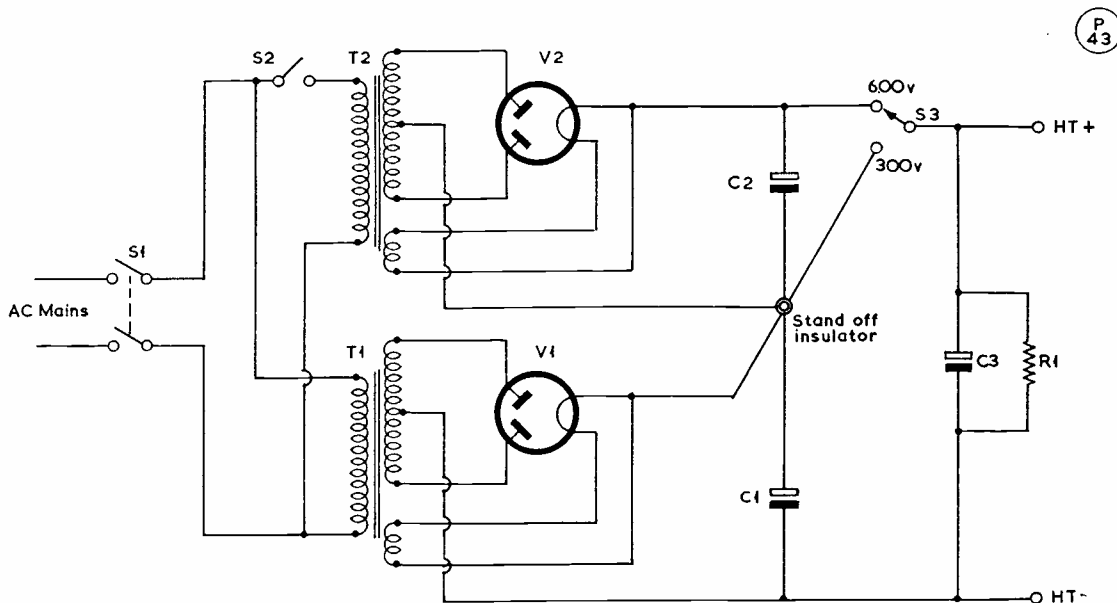 P
43
S2
T2
V2
600v
S3
HT+
300v
C2
S1
AC Mains
Stand off
insulator
T1
V1
C3
R1
C1
HT-